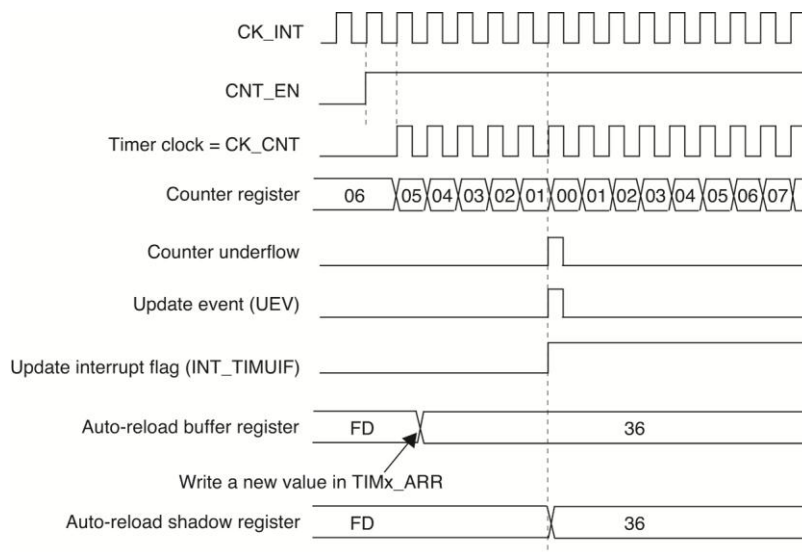 CK_INT
CNT_EN
Timer clock = CK_CNT
Counter register 06 05 04 03 02 01 00 01 02 03 04 05 06 07
Counter underflow
Update event (UEV)
Update interrupt flag (INT_TIMUIF)
Auto-reload buffer register FD 36
Write a new value in TIMx_ARR
Auto-reload shadow register FD 36